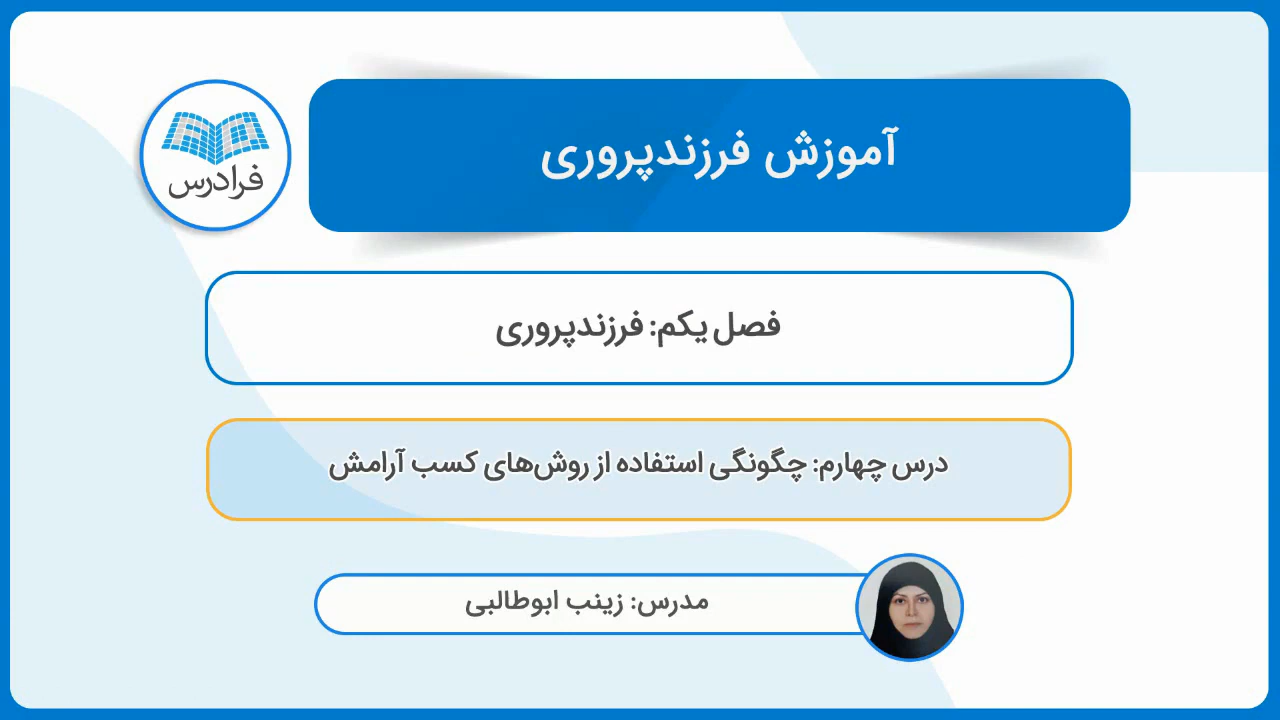 آموزش فرزندپروری
فرادرس
فصل یکم: فرزندپروری
درس چهارم: چگونگی استفاده از روش‌های کسب آرامش
مدرس: زینب ابوطالبی